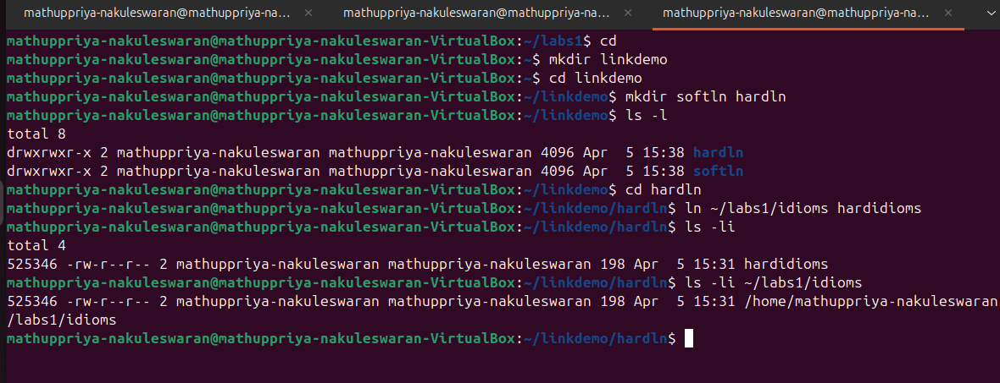 mathuppriya-nakuleswaran@mathuppriya-na... × mathuppriya-nakuleswaran@mathuppriya-na... × mathuppriya-nakuleswaran@mathuppriya-na... ×
mathuppriya-nakuleswaran@mathuppriya-nakuleswaran-VirtualBox:~/labs1$ cd
mathuppriya-nakuleswaran@mathuppriya-nakuleswaran-VirtualBox:~$ mkdir linkdemo
mathuppriya-nakuleswaran@mathuppriya-nakuleswaran-VirtualBox:~$ cd linkdemo
mathuppriya-nakuleswaran@mathuppriya-nakuleswaran-VirtualBox:~/linkdemo$ mkdir softln hardln
mathuppriya-nakuleswaran@mathuppriya-nakuleswaran-VirtualBox:~/linkdemo$ ls -l
total 8
drwxrwxr-x 2 mathuppriya-nakuleswaran mathuppriya-nakuleswaran 4096 Apr  5 15:38 hardln
drwxrwxr-x 2 mathuppriya-nakuleswaran mathuppriya-nakuleswaran 4096 Apr  5 15:38 softln
mathuppriya-nakuleswaran@mathuppriya-nakuleswaran-VirtualBox:~/linkdemo$ cd hardln
mathuppriya-nakuleswaran@mathuppriya-nakuleswaran-VirtualBox:~/linkdemo/hardln$ ln ~/labs1/idioms hardidioms
mathuppriya-nakuleswaran@mathuppriya-nakuleswaran-VirtualBox:~/linkdemo/hardln$ ls -li
total 4
525346 -rw-r--r-- 2 mathuppriya-nakuleswaran mathuppriya-nakuleswaran 198 Apr  5 15:31 hardidioms
mathuppriya-nakuleswaran@mathuppriya-nakuleswaran-VirtualBox:~/linkdemo/hardln$ ls -li ~/labs1/idioms
525346 -rw-r--r-- 2 mathuppriya-nakuleswaran mathuppriya-nakuleswaran 198 Apr  5 15:31 /home/mathuppriya-nakuleswaran
/labs1/idioms
mathuppriya-nakuleswaran@mathuppriya-nakuleswaran-VirtualBox:~/linkdemo/hardln$